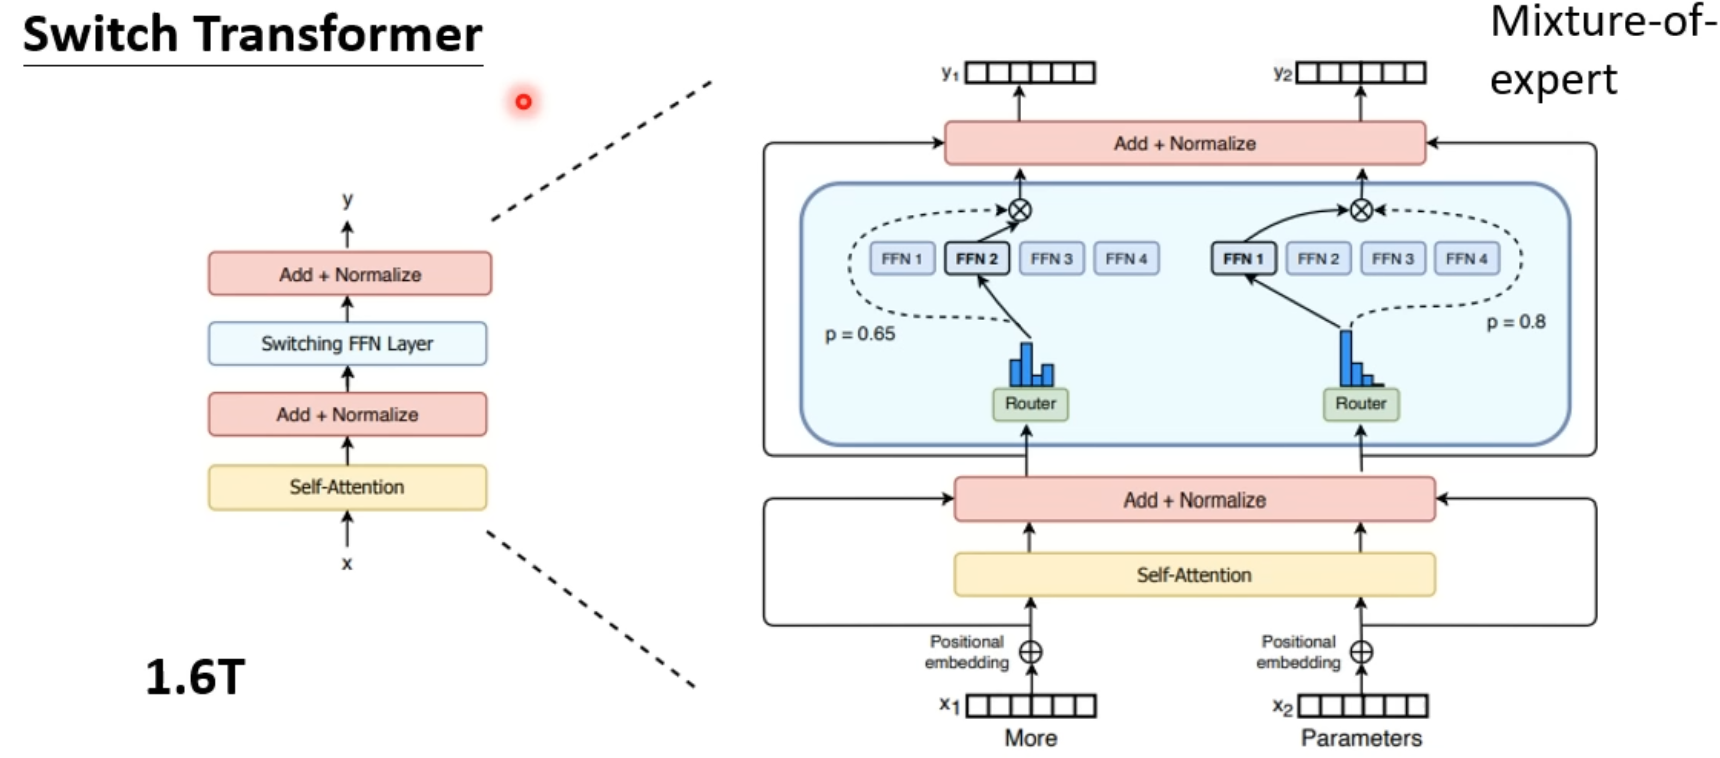 Switch Transformer
Mixture-of-
expert
y
Add + Normalize
Switching FFN Layer
Add + Normalize
Self-Attention
x
1.6T
y1
y2
Add + Normalize
FFN 1
FFN 2
FFN 3
FFN 4
FFN 1
FFN 2
FFN 3
FFN 4
p = 0.65
p = 0.8
Router
Router
Add + Normalize
Self-Attention
Positional
embedding
Positional
embedding
x1
x2
More
Parameters